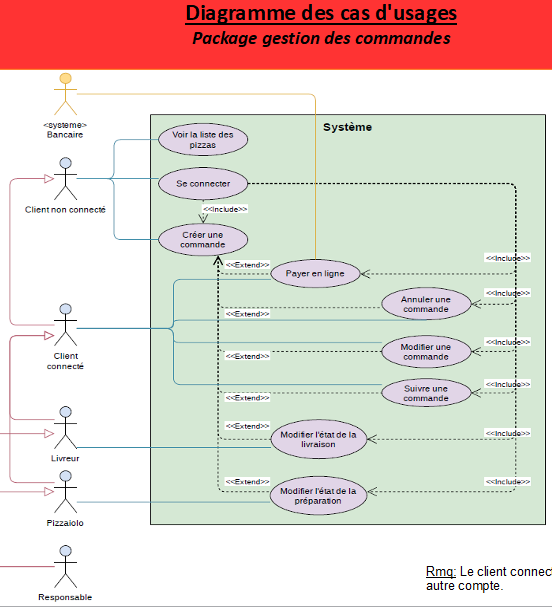 Diagramme des cas d'usages
Package gestion des commandes
<systeme>
Bancaire
Système
Voir la liste des
pizzas
Se connecter
Client non connecté
<<Include>>
Créer une
commande
<<Extend>>
Payer en ligne
<<Include>>
Annuler une
commande
<<Include>>
<<Extend>>
Client
connecté
Modifier une
commande
<<Include>>
<<Extend>>
Suivre une
commande
<<Include>>
<<Extend>>
Modifier l'état de la
livraison
<<Include>>
<<Extend>>
Livreur
<<Extend>>
<<Include>>
Modifier l'état de la
préparation
Pizzaiolo
Rmq: Le client connect
autre compte.
Responsable